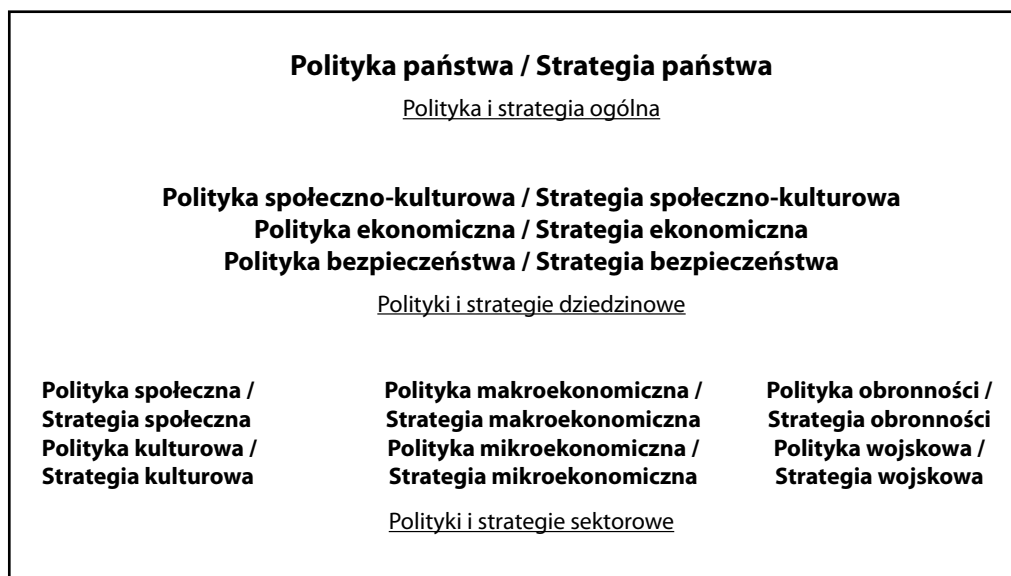 Polityka państwa / Strategia państwa
Polityka i strategia ogólna
Polityka społeczno-kulturowa / Strategia społeczno-kulturowa
Polityka ekonomiczna / Strategia ekonomiczna
Polityka bezpieczeństwa / Strategia bezpieczeństwa
Polityki i strategie dziedzinowe
Polityka społeczna /
Strategia społeczna
Polityka kulturowa /
Strategia kulturowa
Polityka makroekonomiczna /
Strategia makroekonomiczna
Polityka mikroekonomiczna /
Strategia mikroekonomiczna
Polityka obronności /
Strategia obronności
Polityka wojskowa /
Strategia wojskowa
Polityki i strategie sektorowe